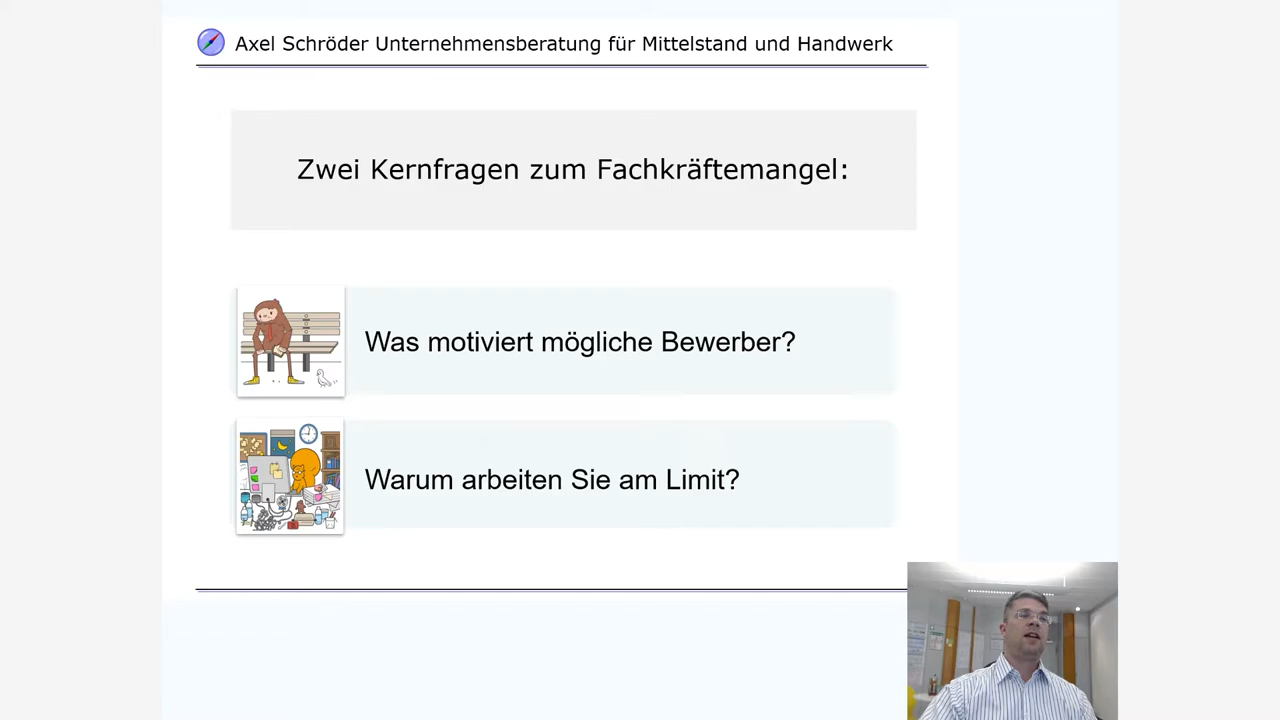 Axel Schröder Unternehmensberatung für Mittelstand und Handwerk
Zwei Kernfragen zum Fachkräftemangel:
Was motiviert mögliche Bewerber?
Warum arbeiten Sie am Limit?